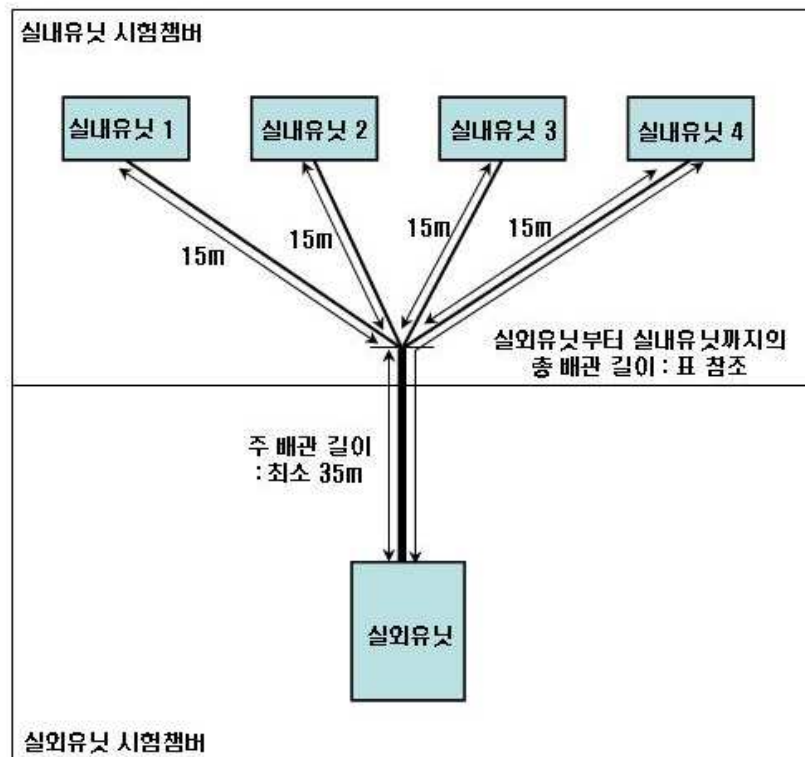 실내유닛 시험챔버
실내유닛 1
실내유닛 2
실내유닛 3
실내유닛 4
15m
15m
15m
15m
실외유닛부터 실내유닛까지의
총 배관 길이 : 표 참조
주 배관 길이
: 최소 35m
실외유닛
실외유닛 시험챔버